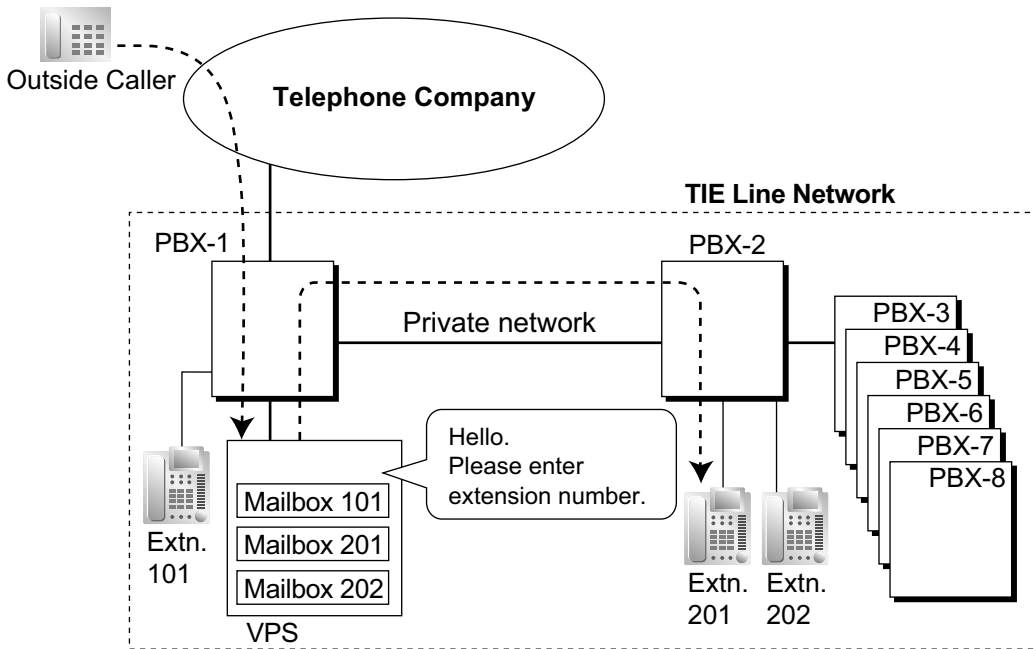 Outside Caller
Telephone Company
TIE Line Network
PBX-1
PBX-2
Private network
PBX-3
PBX-4
PBX-5
PBX-6
PBX-7
PBX-8
Hello.
Please enter
extension number.
Mailbox 101
Mailbox 201
Mailbox 202
VPS
Extn.
101
Extn.
201
Extn.
202